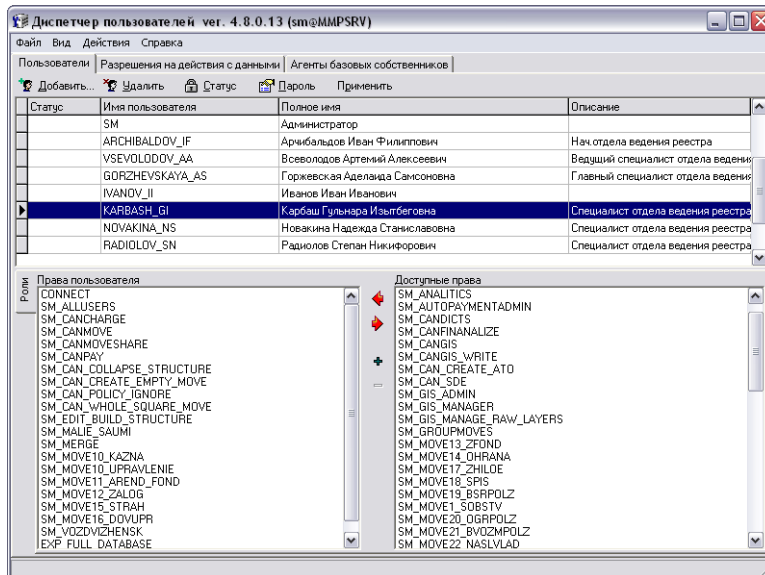 Диспетчер пользователей ver. 4.8.0.13 (sm@MMPSRV)
Файл Вид Действия Справка
Пользователи Разрешения на действия с данными Агенты базовых собственников
Добавить... Удалить Статус Пароль Применить
Статус Имя пользователя Полное имя Описание
SM Администратор
ARCHIBALDOV_IF Арчибальдов Иван Филиппович Нач.отдела ведения реестра
VSEVOLODOV_AA Всеволодов Артемий Алексеевич Ведущий специалист отдела ведения
GORZHEVSKAYA_AS Горжевская Аделаида Самсоновна Главный специалист отдела ведения
IVANOV_II Иванов Иван Иванович
KARBASH_GI Карбаш Гульнара Изытбеговна Специалист отдела ведения реестра
NOVAKINA_NS Новакина Надежда Станиславовна Специалист отдела ведения реестра
RADIOLOV_SN Радиолов Степан Никифорович Специалист отдела ведения реестра
Роли
Права пользователя
CONNECT
SM_ALLUSERS
SM_CANCHARGE
SM_CANMOVE
SM_CANMOVESHARE
SM_CANPAY
SM_CAN_COLLAPSE_STRUCTURE
SM_CAN_CREATE_EMPTY_MOVE
SM_CAN_POLICY_IGNORE
SM_CAN_WHOLE_SQUARE_MOVE
SM_EDIT_BUILD_STRUCTURE
SM_MALIE_SAUMI
SM_MERGE
SM_MOVE10_KAZNA
SM_MOVE10_UPRAVLENIE
SM_MOVE11_AREND_FOND
SM_MOVE12_ZALOG
SM_MOVE15_STRAH
SM_MOVE16_DOVUPR
SM_VOZDVIZHENSK
EXP_FULL_DATABASE
Доступные права
SM_ANALITICS
SM_AUTOPAYMENTADMIN
SM_CANDICTS
SM_CANFINANALIZE
SM_CANGIS
SM_CANGIS_WRITE
SM_CAN_CREATE_ATO
SM_CAN_SDE
SM_GIS_ADMIN
SM_GIS_MANAGER
SM_GIS_MANAGE_RAW_LAYERS
SM_GROUPMOVES
SM_MOVE13_ZFOND
SM_MOVE14_OHRANA
SM_MOVE17_ZHILOE
SM_MOVE18_SPIS
SM_MOVE19_BSRPOLZ
SM_MOVE1_SOBSTV
SM_MOVE20_OGRPOLZ
SM_MOVE21_BVOZMPOLZ
SM_MOVE22_NASLVLAD